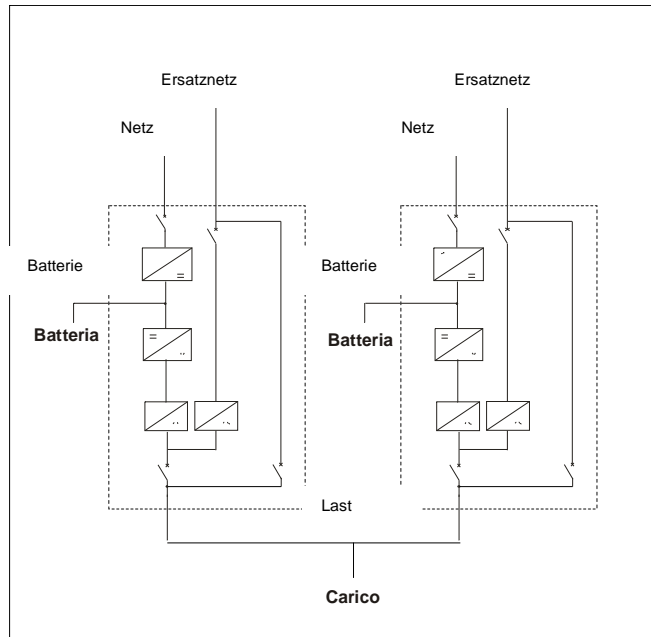 Ersatznetz
Ersatznetz
Netz
Netz
Batterie
Batterie
Batteria
Batteria
Last
Carico